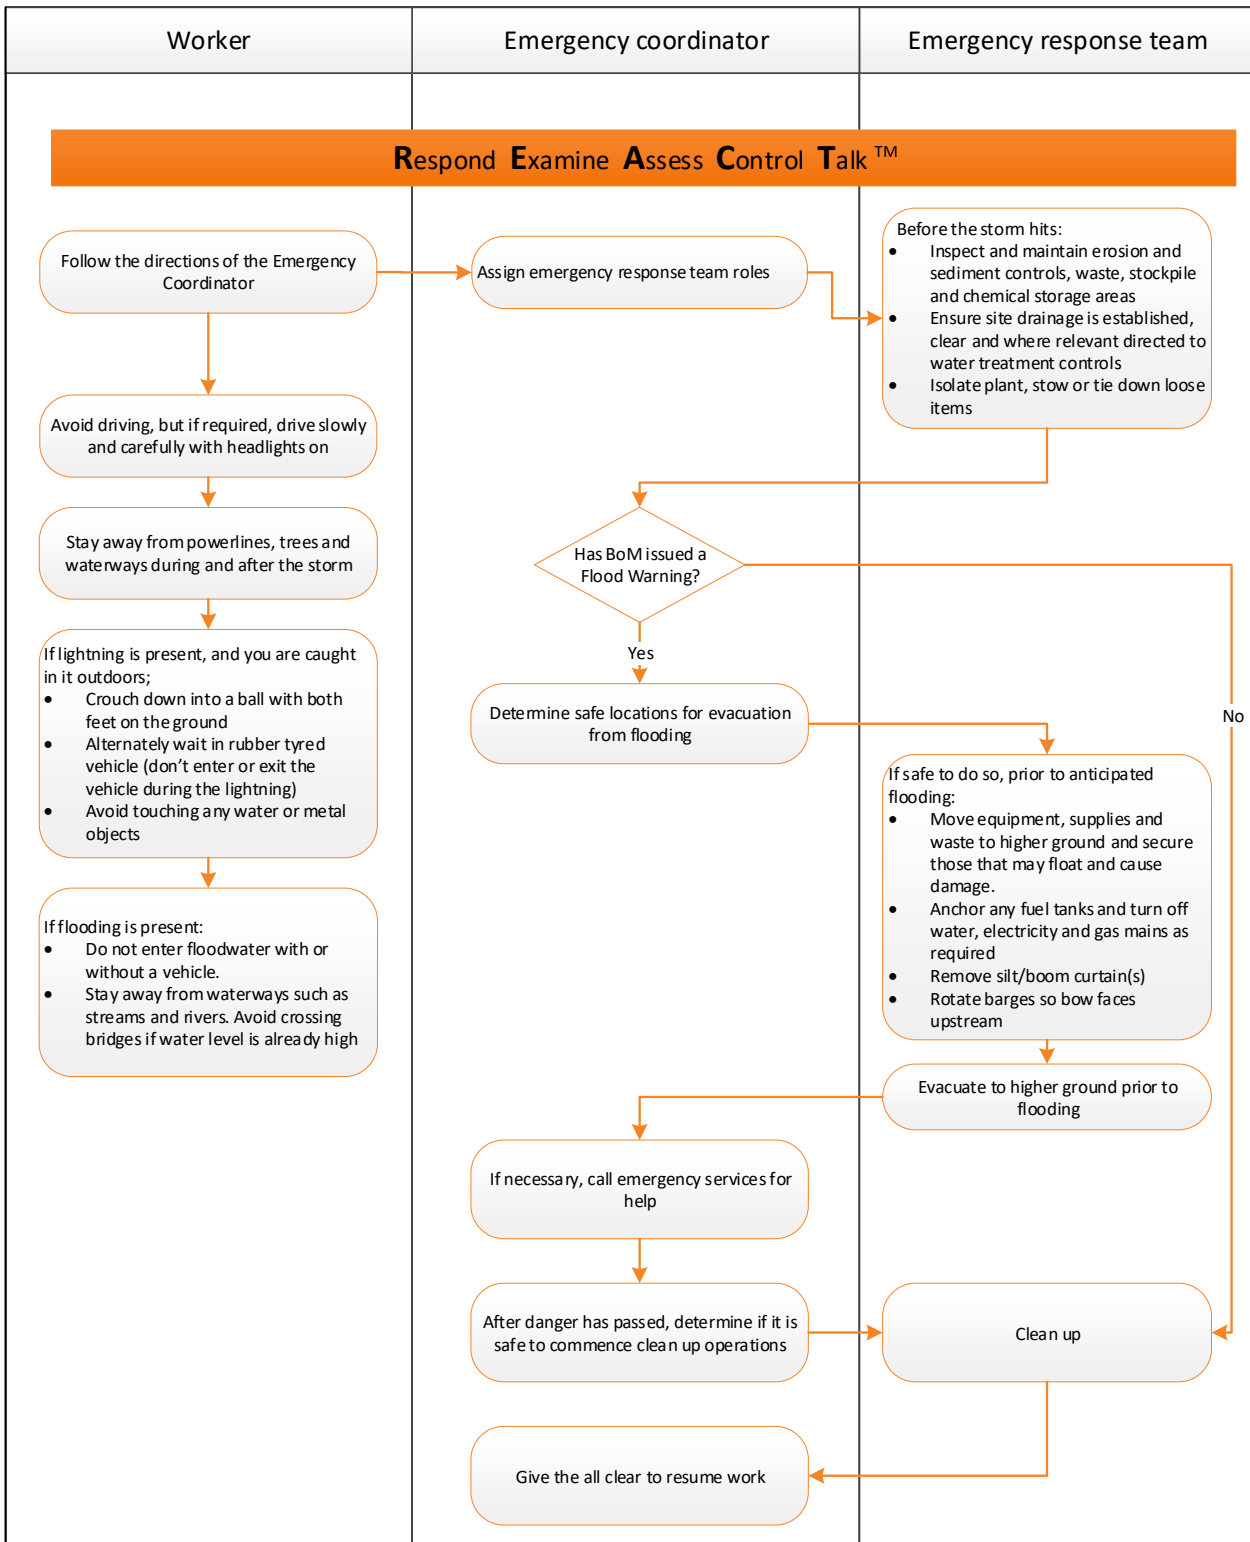 Worker
Emergency coordinator
Emergency response team
Respond Examine Assess Control Talk™
Follow the directions of the Emergency
Coordinator
Assign emergency response team roles
Before the storm hits:
• Inspect and maintain erosion and
sediment controls, waste, stockpile
and chemical storage areas
• Ensure site drainage is established,
clear and where relevant directed to
water treatment controls
• Isolate plant, stow or tie down loose
items
Avoid driving, but if required, drive slowly
and carefully with headlights on
Stay away from powerlines, trees and
waterways during and after the storm
Has BoM issued a
Flood Warning?
Yes
No
If lightning is present, and you are caught
in it outdoors;
• Crouch down into a ball with both
feet on the ground
• Alternately wait in rubber tyred
vehicle (don't enter or exit the
vehicle during the lightning)
• Avoid touching any water or metal
objects
Determine safe locations for evacuation
from flooding
If safe to do so, prior to anticipated
flooding:
• Move equipment, supplies and
waste to higher ground and secure
those that may float and cause
damage.
• Anchor any fuel tanks and turn off
water, electricity and gas mains as
required
• Remove silt/boom curtain(s)
• Rotate barges so bow faces
upstream
If flooding is present:
• Do not enter floodwater with or
without a vehicle.
• Stay away from waterways such as
streams and rivers. Avoid crossing
bridges if water level is already high
Evacuate to higher ground prior to
flooding
If necessary, call emergency services for
help
After danger has passed, determine if it is
safe to commence clean up operations
Clean up
Give the all clear to resume work